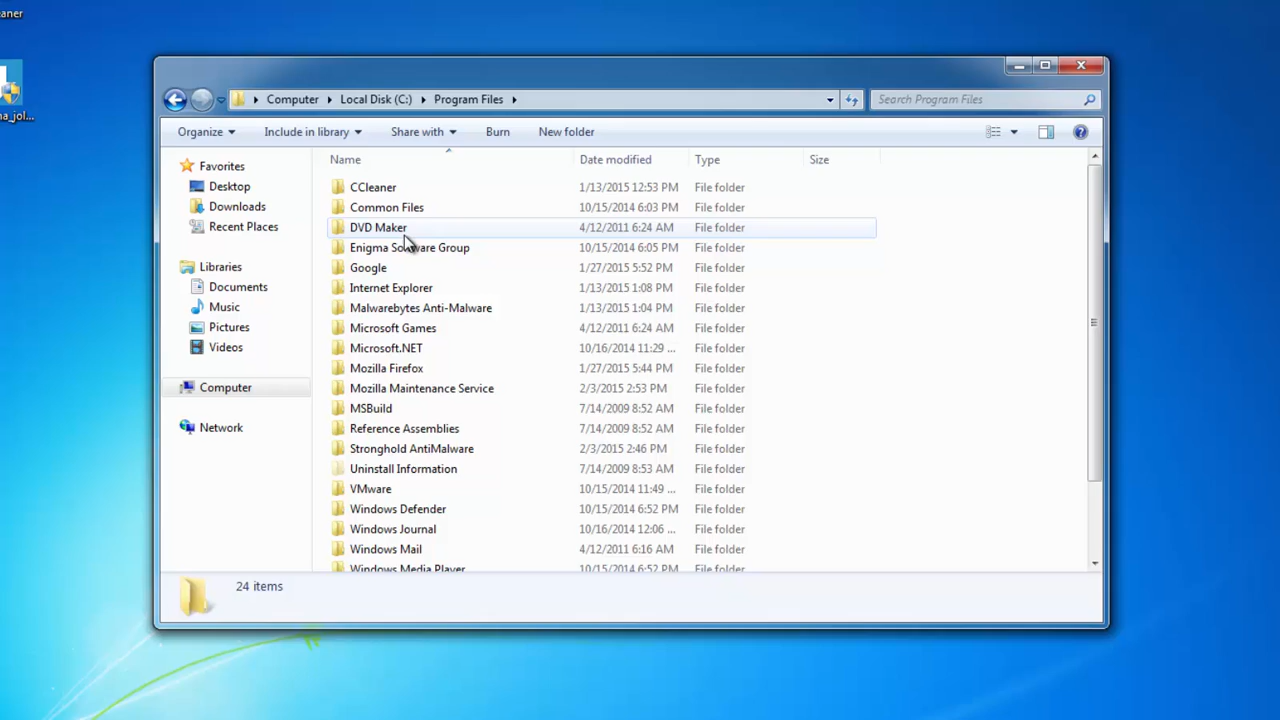 eaner
na_jol...
Computer Local Disk (C:) Program Files
Search Program Files
Organize Include in library Share with Burn New folder
Name Date modified Type Size
Favorites
Desktop
Downloads
Recent Places
Libraries
Documents
Music
Pictures
Videos
Computer
Network
CCleaner 1/13/2015 12:53 PM File folder
Common Files 10/15/2014 6:03 PM File folder
DVD Maker 4/12/2011 6:24 AM File folder
Enigma Software Group 10/15/2014 6:05 PM File folder
Google 1/27/2015 5:52 PM File folder
Internet Explorer 1/13/2015 1:08 PM File folder
Malwarebytes Anti-Malware 1/13/2015 1:04 PM File folder
Microsoft Games 4/12/2011 6:24 AM File folder
Microsoft.NET 10/16/2014 11:29 ... File folder
Mozilla Firefox 1/27/2015 5:44 PM File folder
Mozilla Maintenance Service 2/3/2015 2:53 PM File folder
MSBuild 7/14/2009 8:52 AM File folder
Reference Assemblies 7/14/2009 8:52 AM File folder
Stronghold AntiMalware 2/3/2015 2:46 PM File folder
Uninstall Information 7/14/2009 8:53 AM File folder
VMware 10/15/2014 11:49 ... File folder
Windows Defender 10/15/2014 6:52 PM File folder
Windows Journal 10/16/2014 12:06 ... File folder
Windows Mail 4/12/2011 6:16 AM File folder
Windows Media Player 10/15/2014 6:52 PM File folder
24 items